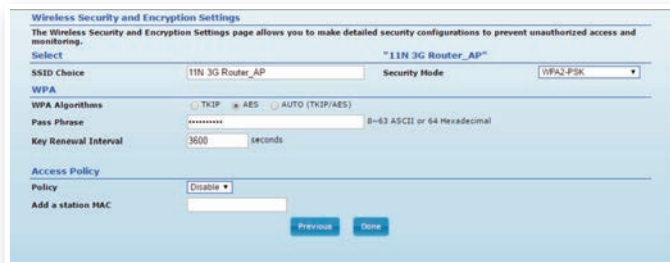 Wireless Security and Encryption Settings
The Wireless Security and Encryption Settings page allows you to make detailed security configurations to prevent unauthorized access and
monitoring.
Select "11N 3G Router_AP"
SSID Choice 11N 3G Router_AP Security Mode WPA2-PSK
WPA
WPA Algorithms TKIP AES AUTO (TKIP/AES)
Pass Phrase •••••••••• 8~63 ASCII or 64 Hexadecimal
Key Renewal Interval 3600 seconds
Access Policy
Policy Disable
Add a station MAC
Previous Done